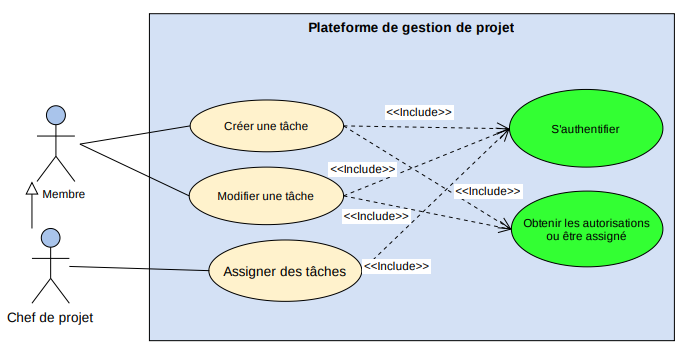 Plateforme de gestion de projet
<<Include>>
Créer une tâche
S'authentifier
<<Include>>
Membre
Modifier une tâche
<<Include>>
<<Include>>
Obtenir les autorisations
ou être assigné
Assigner des tâches
<<Include>>
Chef de projet